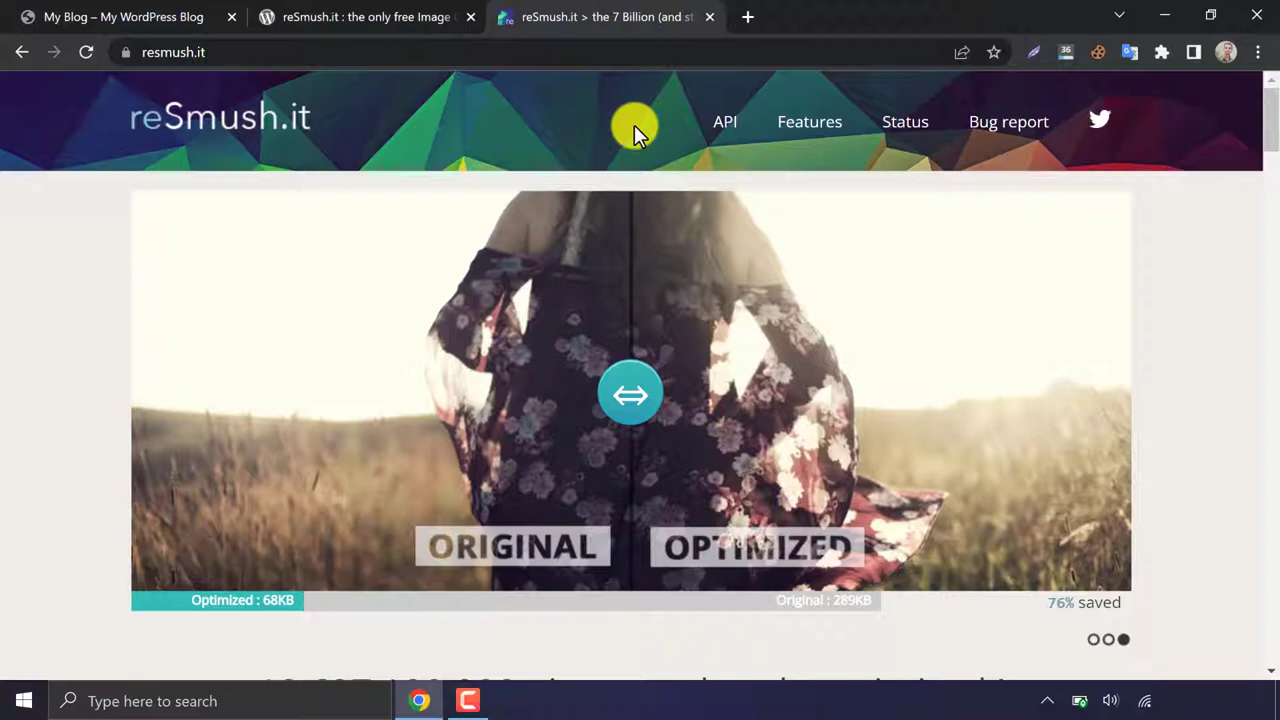 My Blog – My WordPress Blog
reSmush.it : the only free Image
reSmush.it > the 7 Billion (and st
resmush.it
36
reSmush.it
API
Features
Status
Bug report
ORIGINAL
OPTIMIZED
Optimized : 68KB
Original : 289KB
76% saved
Type here to search